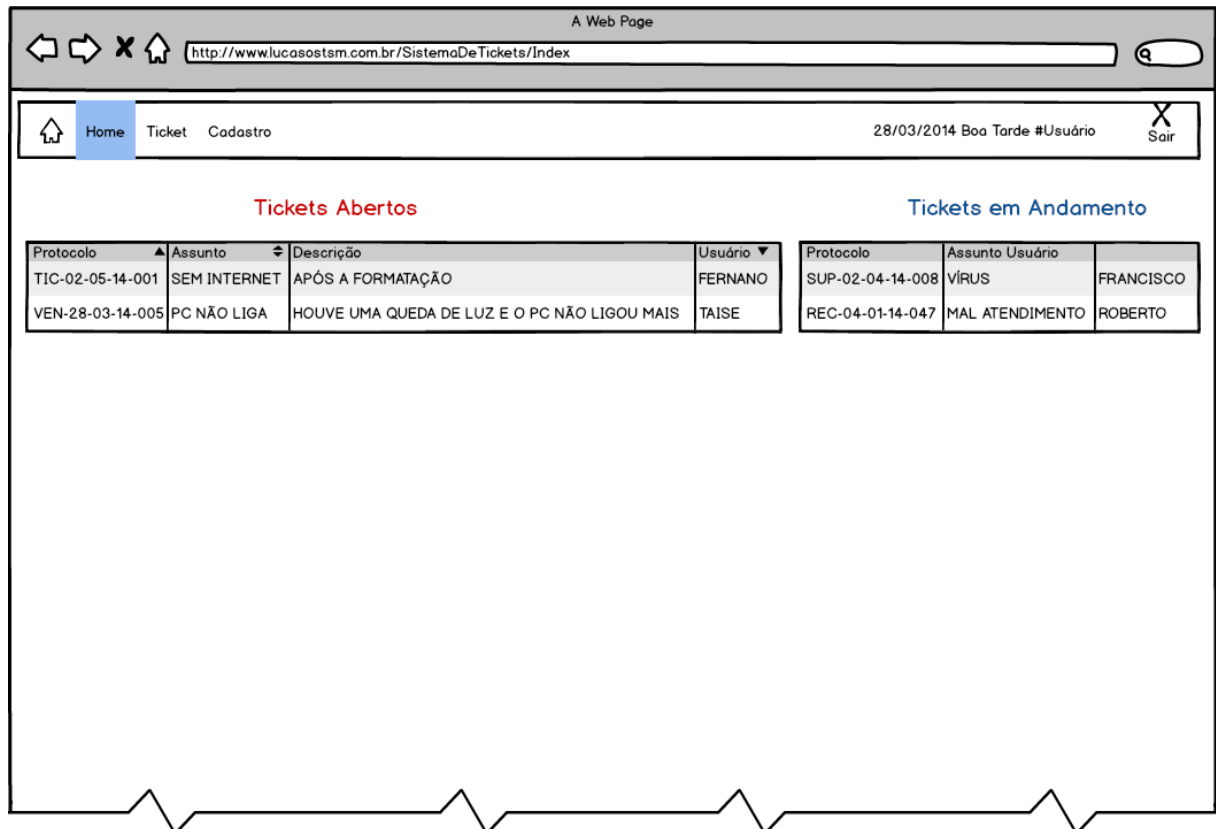 A Web Page
http://www.lucasostsm.com.br/SistemaDeTickets/Index
Home Ticket Cadastro 28/03/2014 Boa Tarde #Usuário X Sair
Tickets Abertos
Protocolo Assunto Descrição Usuário
TIC-02-05-14-001 SEM INTERNET APÓS A FORMATAÇÃO FERNANO
VEN-28-03-14-005 PC NÃO LIGA HOUVE UMA QUEDA DE LUZ E O PC NÃO LIGOU MAIS TAISE
Tickets em Andamento
Protocolo Assunto Usuário
SUP-02-04-14-008 VÍRUS FRANCISCO
REC-04-01-14-047 MAL ATENDIMENTO ROBERTO